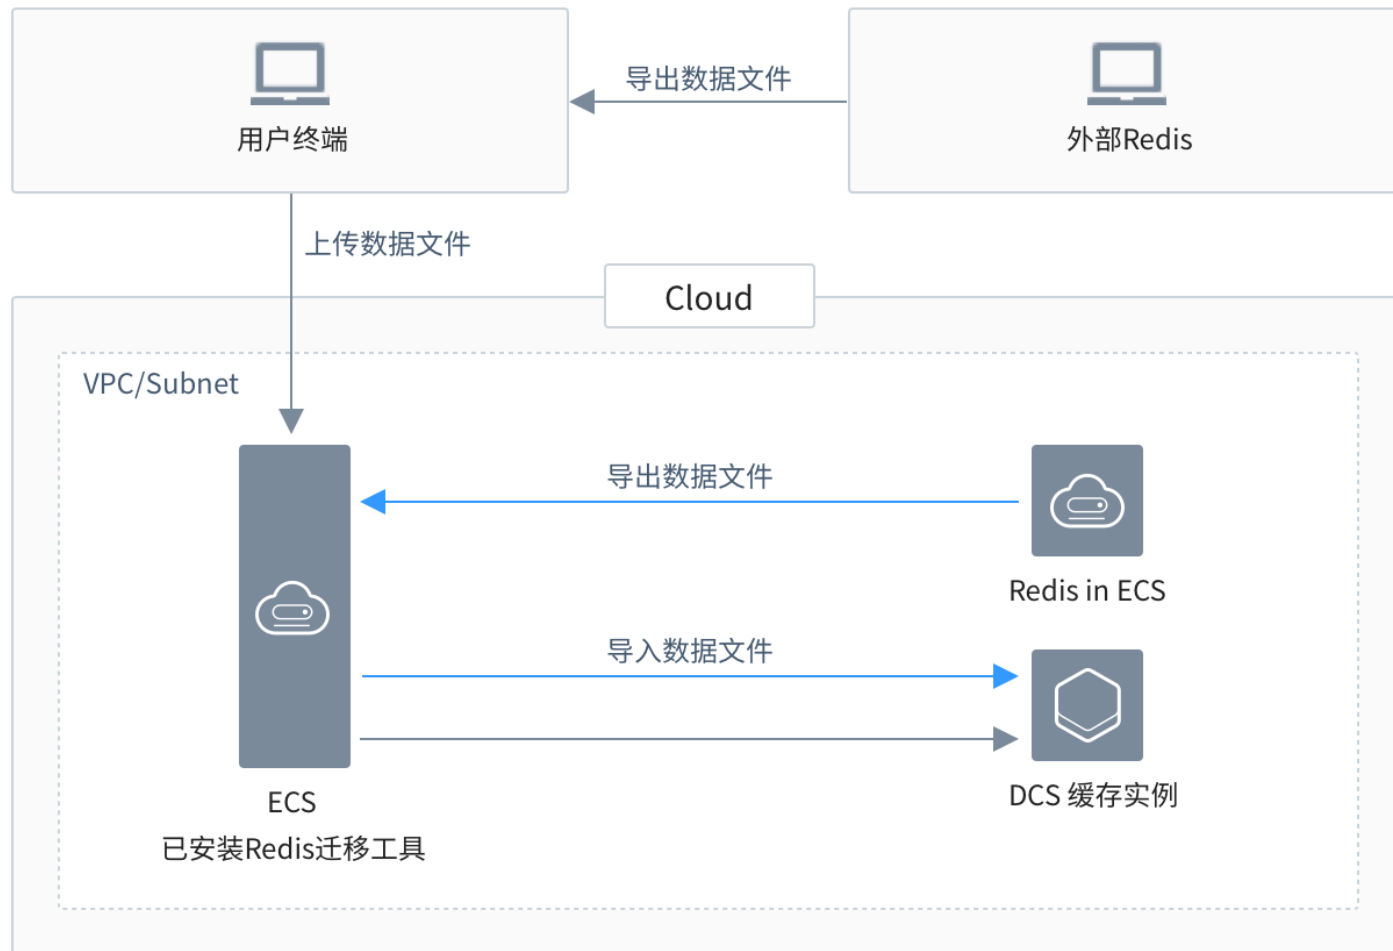 导出数据文件
用户终端
外部Redis
上传数据文件
Cloud
VPC/Subnet
导出数据文件
Redis in ECS
导入数据文件
DCS 缓存实例
ECS
已安装Redis迁移工具